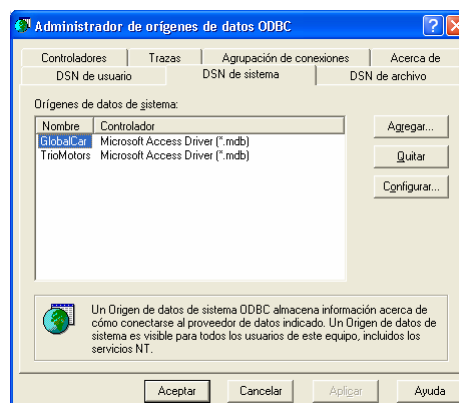 Administrador de orígenes de datos ODBC
Controladores Trazas Agrupación de conexiones Acerca de
DSN de usuario DSN de sistema DSN de archivo
Orígenes de datos de sistema:
Nombre Controlador
GlobalCar Microsoft Access Driver (*.mdb)
TrioMotors Microsoft Access Driver (*.mdb)
Agregar...
Quitar
Configurar...
Un Origen de datos de sistema ODBC almacena información acerca de
cómo conectarse al proveedor de datos indicado. Un Origen de datos de
sistema es visible para todos los usuarios de este equipo, incluidos los
servicios NT.
Aceptar Cancelar Aplicar Ayuda